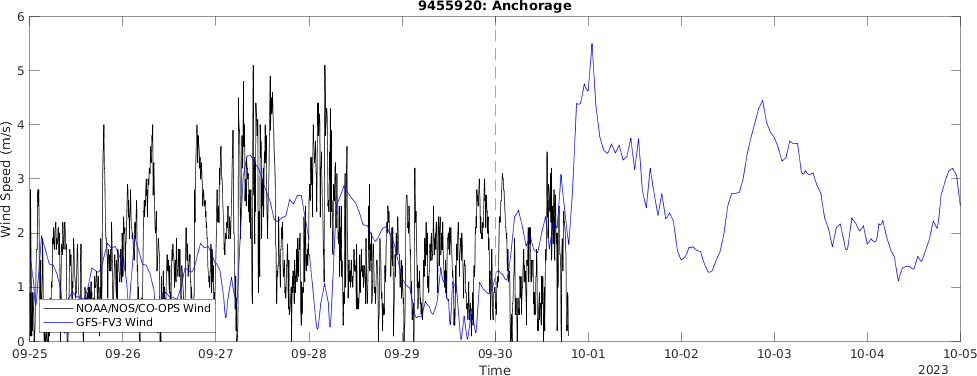 9455920: Anchorage
6
5
4
3
2
1
0
Wind Speed (m/s)
NOAA/NOS/CO-OPS Wind
GFS-FV3 Wind
09-25 09-26 09-27 09-28 09-29 09-30 10-01 10-02 10-03 10-04 10-05
Time
2023